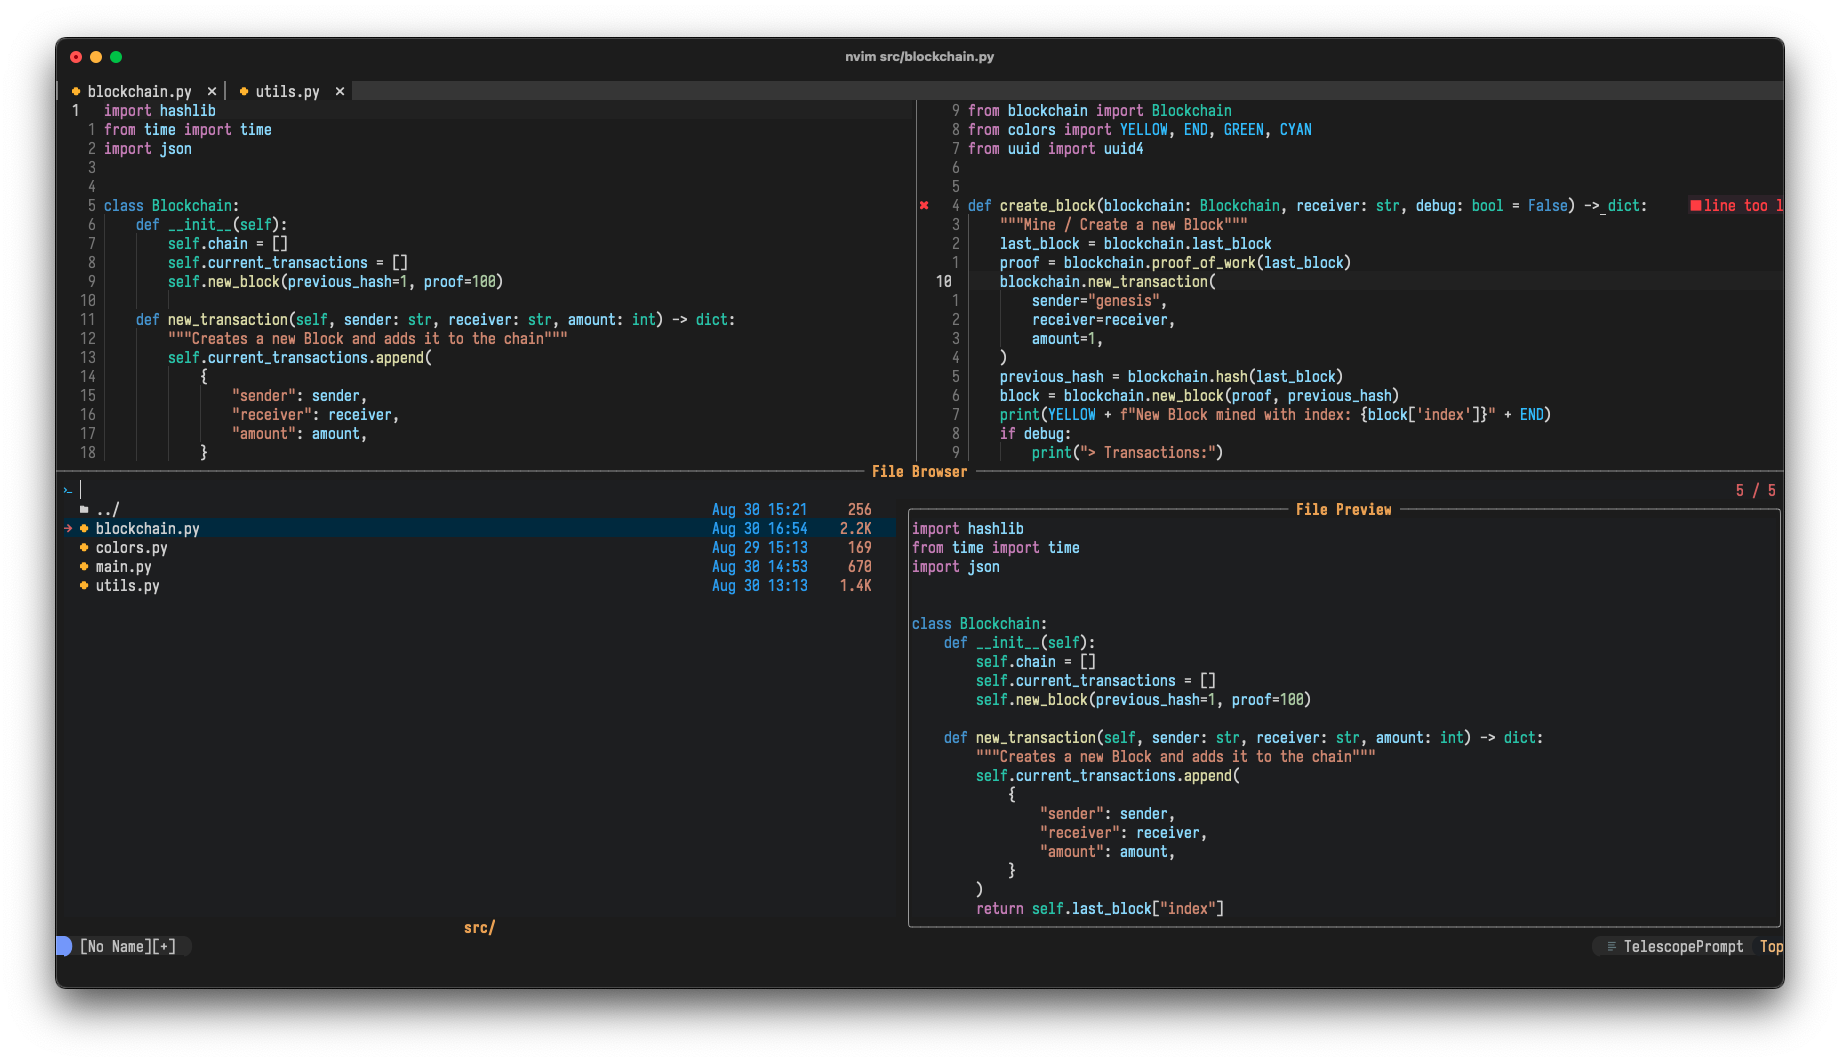 nvim src/blockchain.py
blockchain.py × utils.py ×
1 import hashlib
1 from time import time
2 import json
3
4
5 class Blockchain:
6 def __init__(self):
7 self.chain = []
8 self.current_transactions = []
9 self.new_block(previous_hash=1, proof=100)
10
11 def new_transaction(self, sender: str, receiver: str, amount: int) -> dict:
12 """Creates a new Block and adds it to the chain"""
13 self.current_transactions.append(
14 {
15 "sender": sender,
16 "receiver": receiver,
17 "amount": amount,
18 }
9 from blockchain import Blockchain
8 from colors import YELLOW, END, GREEN, CYAN
7 from uuid import uuid4
6
5
4 def create_block(blockchain: Blockchain, receiver: str, debug: bool = False) -> dict: line too l
3 """Mine / Create a new Block"""
2 last_block = blockchain.last_block
1 proof = blockchain.proof_of_work(last_block)
10 blockchain.new_transaction(
1 sender="genesis",
2 receiver=receiver,
3 amount=1,
4 )
5 previous_hash = blockchain.hash(last_block)
6 block = blockchain.new_block(proof, previous_hash)
7 print(YELLOW + f"New Block mined with index: {block['index']}" + END)
8 if debug:
9 print("> Transactions:")
File Browser
5 / 5
../ Aug 30 15:21 256
blockchain.py Aug 30 16:54 2.2K
colors.py Aug 29 15:13 169
main.py Aug 30 14:53 670
utils.py Aug 30 13:13 1.4K
src/
File Preview
import hashlib
from time import time
import json
class Blockchain:
def __init__(self):
self.chain = []
self.current_transactions = []
self.new_block(previous_hash=1, proof=100)
def new_transaction(self, sender: str, receiver: str, amount: int) -> dict:
"""Creates a new Block and adds it to the chain"""
self.current_transactions.append(
{
"sender": sender,
"receiver": receiver,
"amount": amount,
}
)
return self.last_block["index"]
[No Name][+]
TelescopePrompt Top